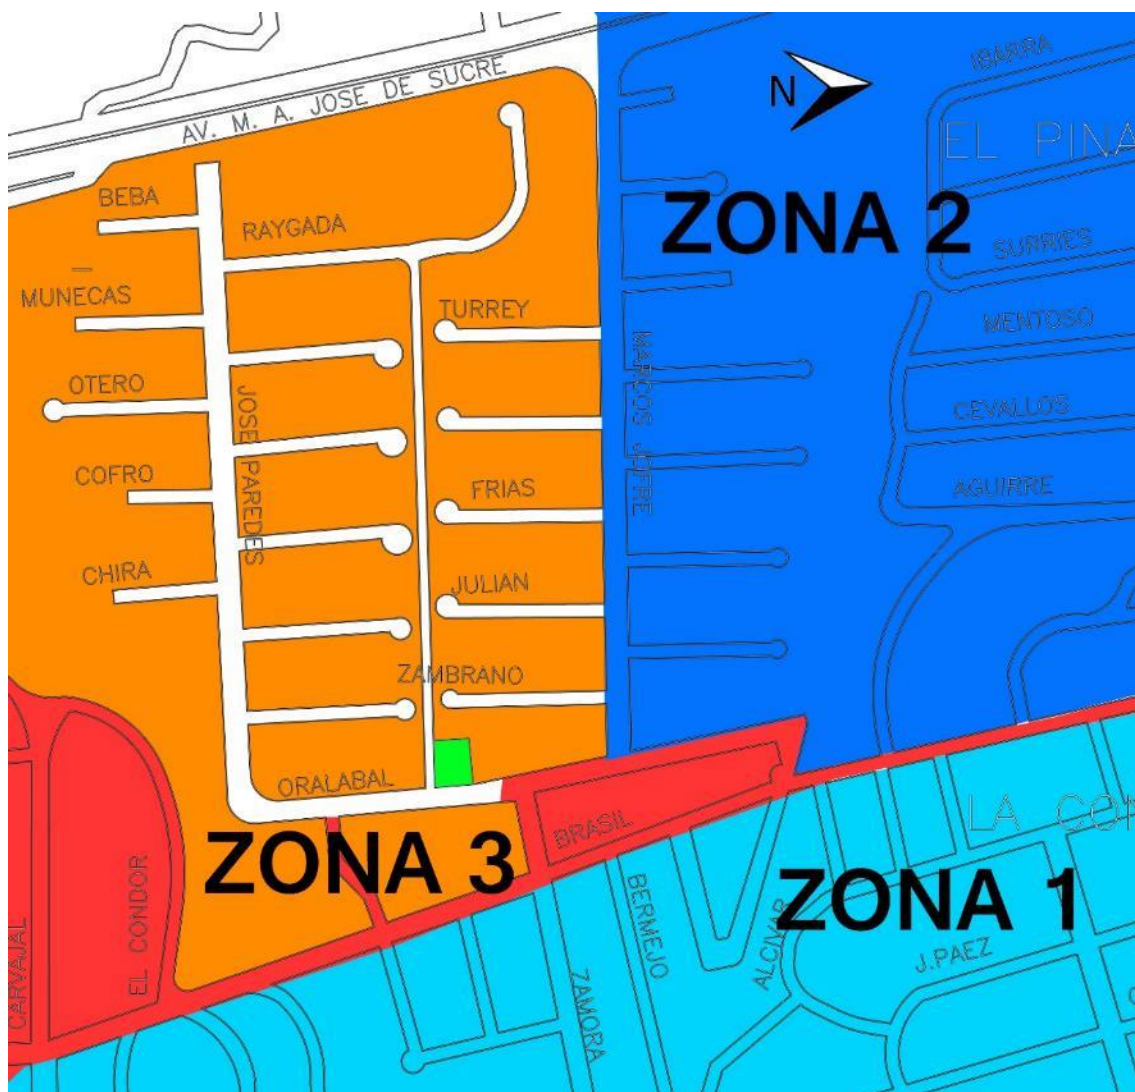 IBARRA
AV. M. A. JOSE DE SUCRE
N
EL PINA
BEBA
ZONA 2
RAYGADA
SURRIES
MUÑECAS
TURREY
MENTOSO
MARCOS JOFRE
OTERO
JOSE PAREDES
CEVALLOS
COFRO
FRIAS
AGUIRRE
CHIRA
JULIAN
ZAMBRANO
ORALABAL
BRASIL
LA CON
ZONA 3
ZONA 1
EL CONDOR
BERMEJO
ALCIVAR
CARVAJAL
J.PAEZ
ZAMORA